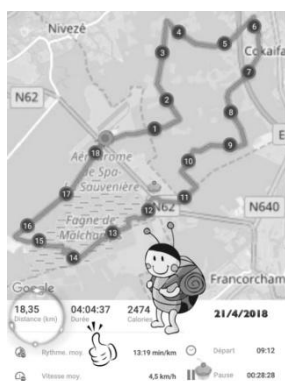 Nivezé
4
6
5
3
Cokaifa
7
N62
2
8
1
9
18
Aérodrome
de Spa-
Sauvenière
10
17
11
N62
12
N640
16
Fagne de
Malchamps
13
15
14
Google
Francorcham
18,35
Distance (km)
04:04:37
Durée
2474
Calories
21/4/2018
Rythme. moy.
13:19 min/km
Départ
09:12
Vitesse moy.
4,5 km/h
Pause
00:28:28